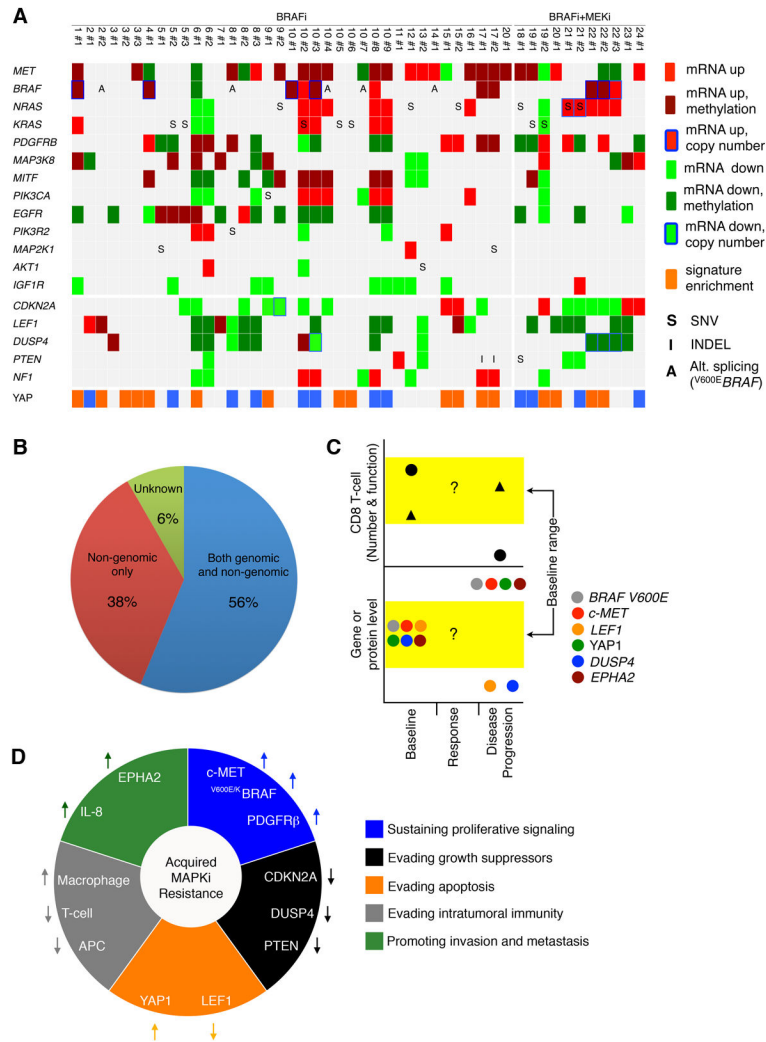 A
BRAFi
BRAFi+MEKi
1 #1
2 #1
2 #2
3 #1
3 #2
3 #3
4 #1
5 #1
5 #2
5 #3
6 #1
6 #2
7 #1
8 #1
8 #2
8 #3
9 #1
9 #2
10 #1
10 #2
10 #3
10 #4
10 #5
10 #6
10 #7
10 #8
10 #9
11 #1
12 #1
13 #2
14 #1
15 #1
15 #2
16 #1
17 #1
17 #2
20 #1
18 #1
19 #2
20 #1
21 #1
21 #2
22 #1
22 #2
22 #3
23 #1
24 #1
MET
BRAF A A A A A
NRAS S S S S S S
KRAS S S S S S S S
PDGFRB
MAP3K8
MITF
PIK3CA S
EGFR
PIK3R2 S
MAP2K1 S S
AKT1 S
IGF1R
CDKN2A
LEF1
DUSP4
PTEN I I S
NF1
YAP
mRNA up
mRNA up,
methylation
mRNA up,
copy number
mRNA down
mRNA down,
methylation
mRNA down,
copy number
signature
enrichment
S SNV
I INDEL
A Alt. splicing
(V600EBRAF)
B
Unknown
6%
Non-genomic
only
38%
Both genomic
and non-genomic
56%
C
CD8 T-cell
(Number & function)
?
Gene or
protein level
?
Baseline range
Baseline
Response
Disease
Progression
BRAF V600E
c-MET
LEF1
YAP1
DUSP4
EPHA2
D
EPHA2
IL-8
c-MET
V600E/K BRAF
PDGFRβ
Acquired
MAPKi
Resistance
Macrophage
T-cell
APC
CDKN2A
DUSP4
PTEN
YAP1
LEF1
Sustaining proliferative signaling
Evading growth suppressors
Evading apoptosis
Evading intratumoral immunity
Promoting invasion and metastasis